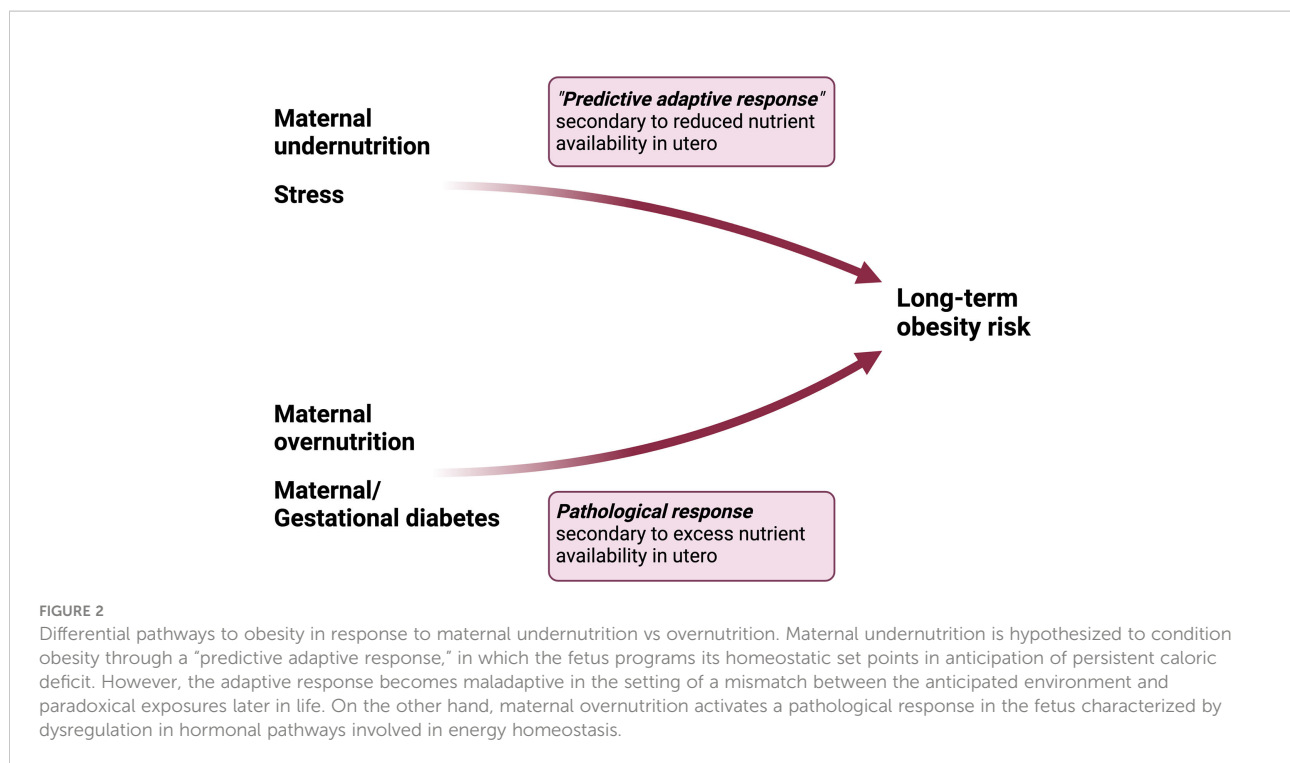 Maternal
undernutrition
Stress
"Predictive adaptive response"
secondary to reduced nutrient
availability in utero
Long-term
obesity risk
Maternal
overnutrition
Maternal/
Gestational diabetes
Pathological response
secondary to excess nutrient
availability in utero
FIGURE 2
Differential pathways to obesity in response to maternal undernutrition vs overnutrition. Maternal undernutrition is hypothesized to condition
obesity through a “predictive adaptive response,” in which the fetus programs its homeostatic set points in anticipation of persistent caloric
deficit. However, the adaptive response becomes maladaptive in the setting of a mismatch between the anticipated environment and
paradoxical exposures later in life. On the other hand, maternal overnutrition activates a pathological response in the fetus characterized by
dysregulation in hormonal pathways involved in energy homeostasis.